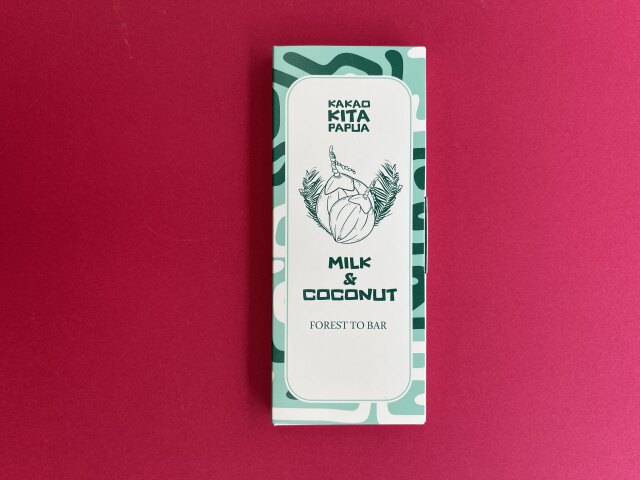 KAKAO
KITA
PAPUA
MILK
&
COCONUT
FOREST TO BAR